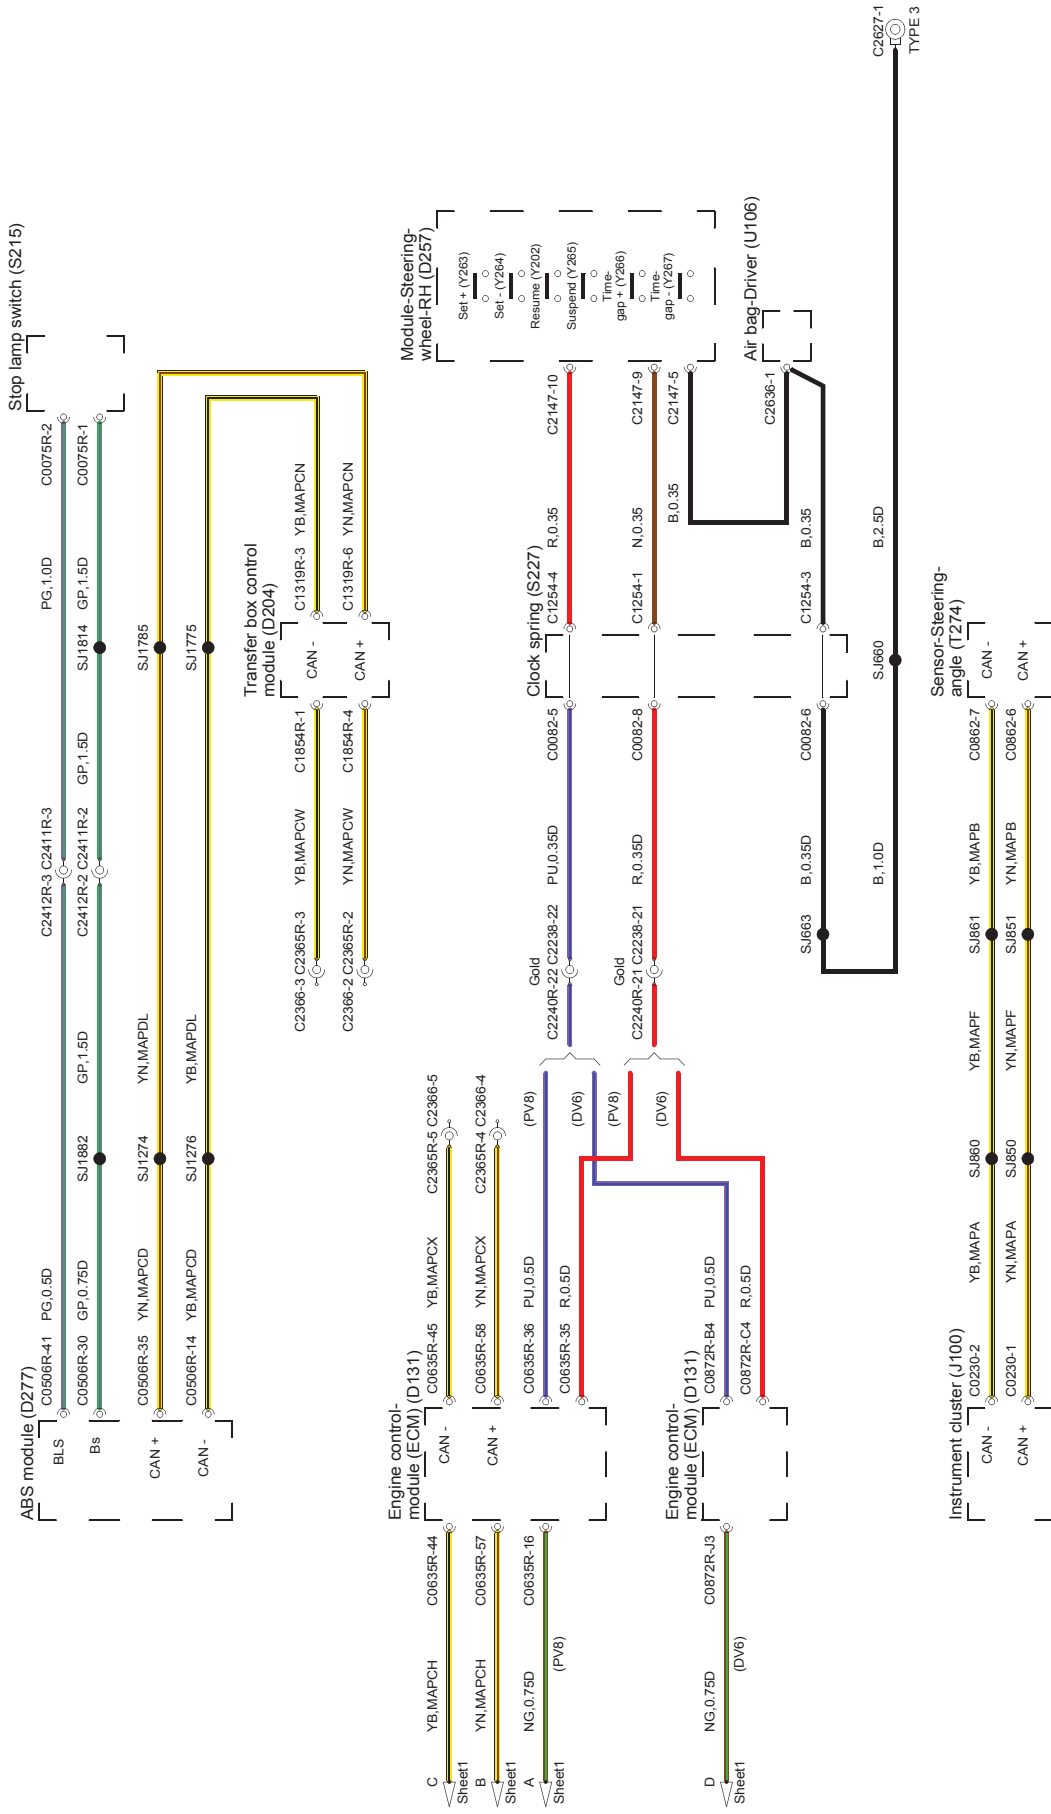 Stop lamp switch (S215)
C0075R-2
C0075R-1
PG,1.0D
GP,1.5D
SJ1814
GP,1.5D
C2412R-3 C2411R-3
C2412R-2 C2411R-2
GP,1.5D
SJ1882
PG,0.5D
GP,0.75D
C0506R-41
C0506R-30
ABS module (D277)
BLS
Bs
CAN +
CAN -
C0506R-35
YN,MAPCD
SJ1274
YN,MAPDL
SJ1785
C0506R-14
YB,MAPCD
SJ1276
YB,MAPDL
SJ1775
Transfer box control
module (D204)
CAN -
CAN +
C1319R-3
YB,MAPCN
C1319R-6
YN,MAPCN
C1854R-1
YB,MAPCW
C2366-3 C2365R-3
C1854R-4
YN,MAPCW
C2366-2 C2365R-2
Module-Steering-
wheel-RH (D257)
Set + (Y263)
Set - (Y264)
Resume (Y202)
Suspend (Y265)
Time-
gap + (Y266)
Time-
gap - (Y267)
C2147-10
C2147-9
C2147-5
R,0.35
N,0.35
B,0.35
Air bag-Driver (U106)
C2636-1
B,0.35
Clock spring (S227)
C1254-4
C1254-1
C1254-3
C0082-5
C0082-8
C0082-6
PU,0.35D
R,0.35D
B,0.35D
Gold
C2240R-22 C2238-22
Gold
C2240R-21 C2238-21
(PV8)
(DV6)
(PV8)
(DV6)
C2365R-5 C2366-5
C2365R-4 C2366-4
Engine control-
module (ECM) (D131)
CAN -
CAN +
C0635R-45
YB,MAPCX
C0635R-58
YN,MAPCX
C0635R-36
PU,0.5D
C0635R-35
R,0.5D
C0635R-44
YB,MAPCH
C
Sheet1
C0635R-57
YN,MAPCH
B
Sheet1
C0635R-16
NG,0.75D
(PV8)
A
Sheet1
Engine control-
module (ECM) (D131)
C0872R-B4
PU,0.5D
C0872R-C4
R,0.5D
C0872R-J3
NG,0.75D
(DV6)
D
Sheet1
SJ663
B,1.0D
SJ660
B,2.5D
C2627-1
TYPE 3
Sensor-Steering-
angle (T274)
CAN -
CAN +
C0862-7
YB,MAPB
SJ861
YB,MAPF
SJ860
YB,MAPA
C0230-2
C0862-6
YN,MAPB
SJ851
YN,MAPF
SJ850
YN,MAPA
C0230-1
Instrument cluster (J100)
CAN -
CAN +